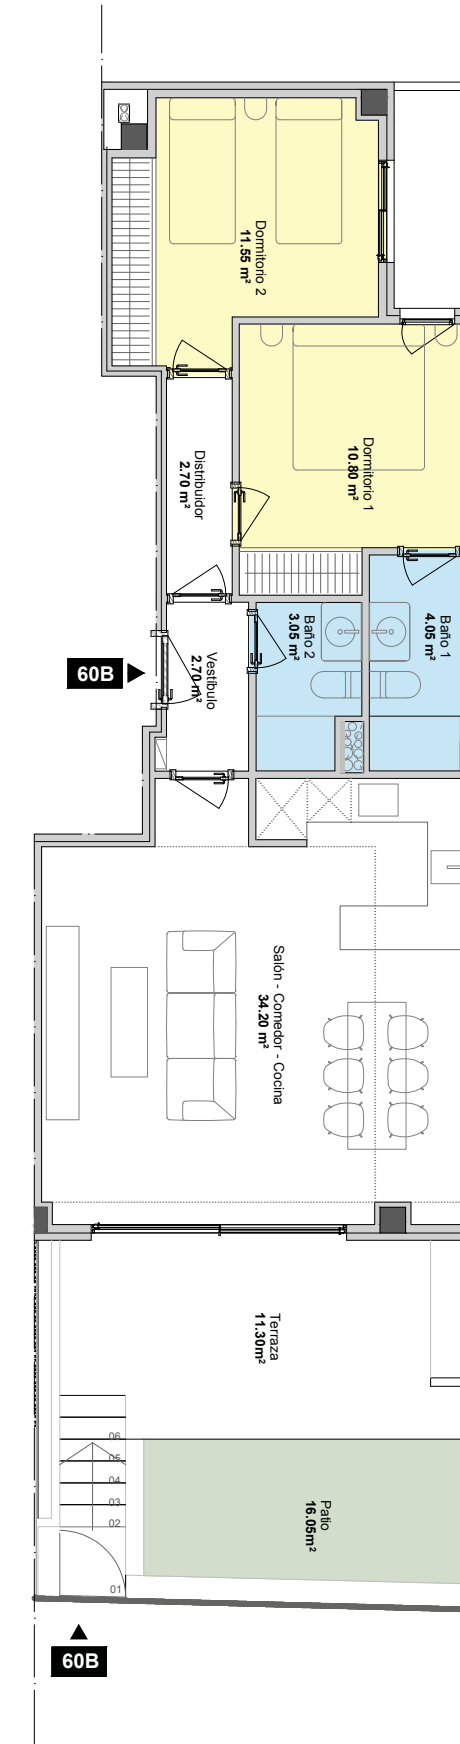 Dormitorio 2
11.55 m²
Dormitorio 1
10.80 m²
Distribuidor
2.70 m²
Baño 1
4.05 m²
Baño 2
3.05 m²
Vestíbulo
2.70 m²
60B
Salón - Comedor - Cocina
34.20 m²
Terraza
11.30m²
06
05
04
03
02
01
Patio
16.05m²
60B